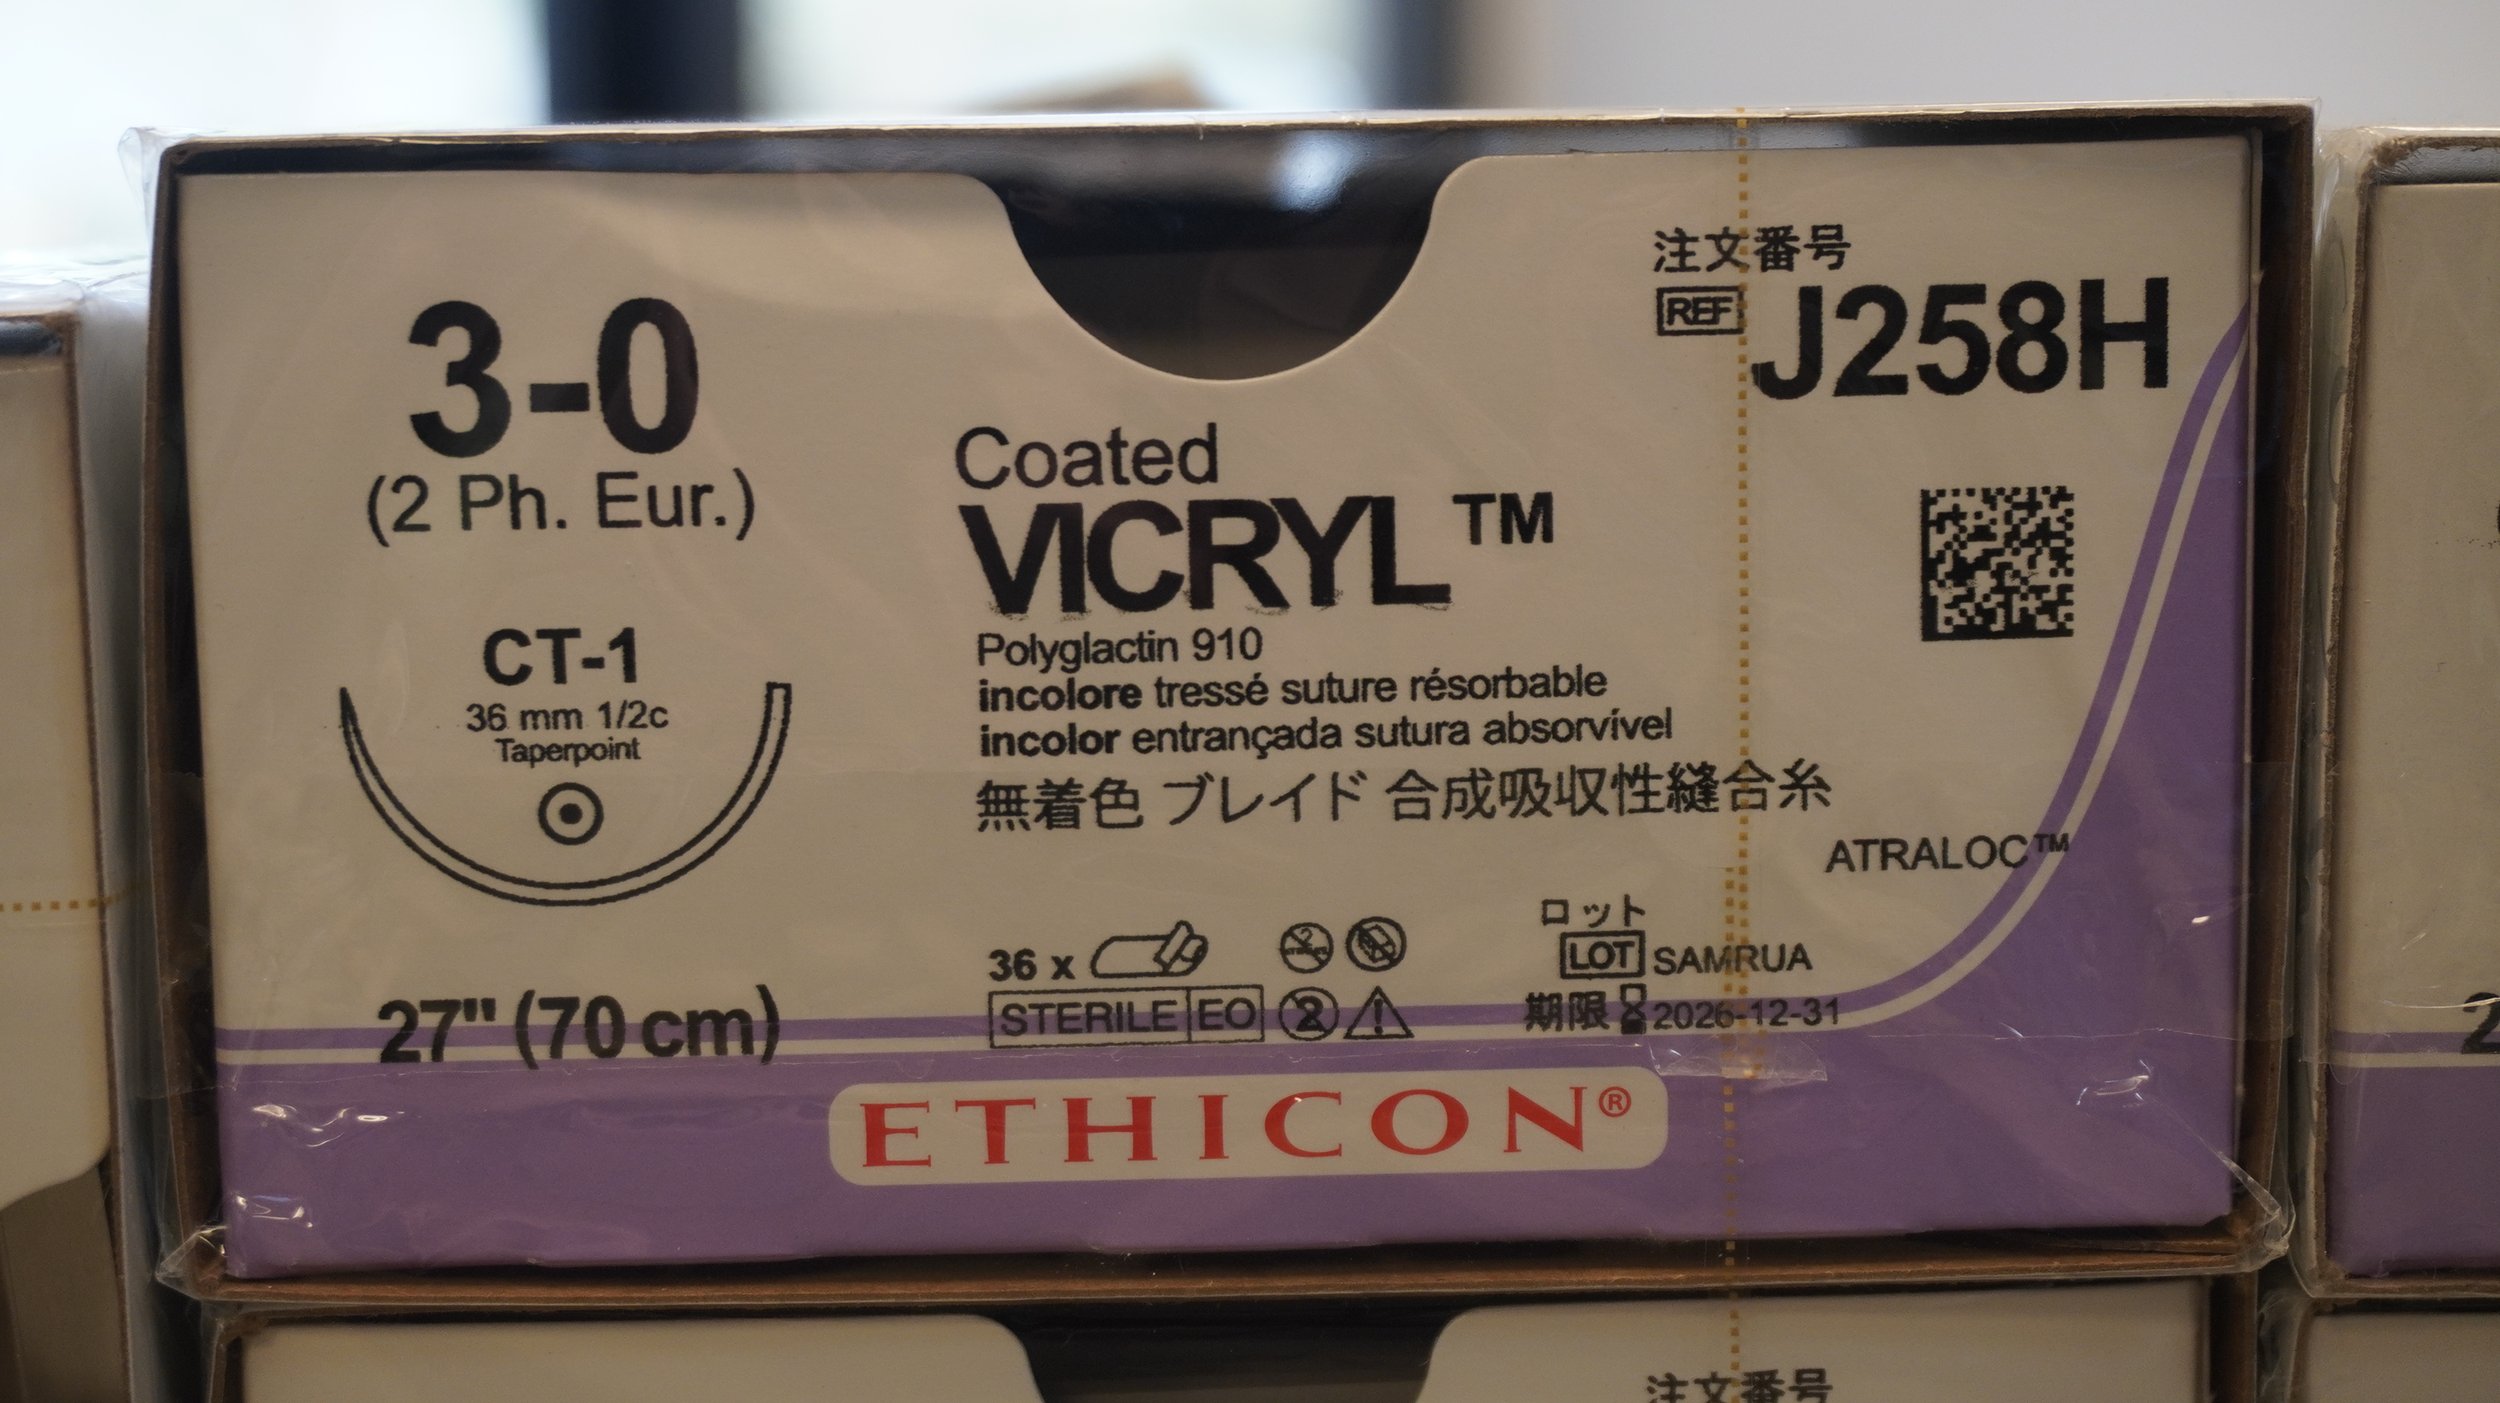 3-0
(2 Ph. Eur.)
CT-1
36 mm 1/2c
Taperpoint
27" (70 cm)
Coated
VICRYL™
Polyglactin 910
incolore tressé suture résorbable
incolor entrançada sutura absorvível
無着色 ブレイド 合成吸収性縫合糸
36 x
STERILE EO
2
注文番号
REF J258H
ATRALOC™
ロット
LOT SAMRUA
期限 2026-12-31
ETHICON®
注文番号